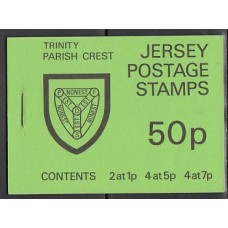 TRINITY
PARISH CREST
JERSEY
POSTAGE
STAMPS
50p
CONTENTS 2at1p 4at5p 4at7p